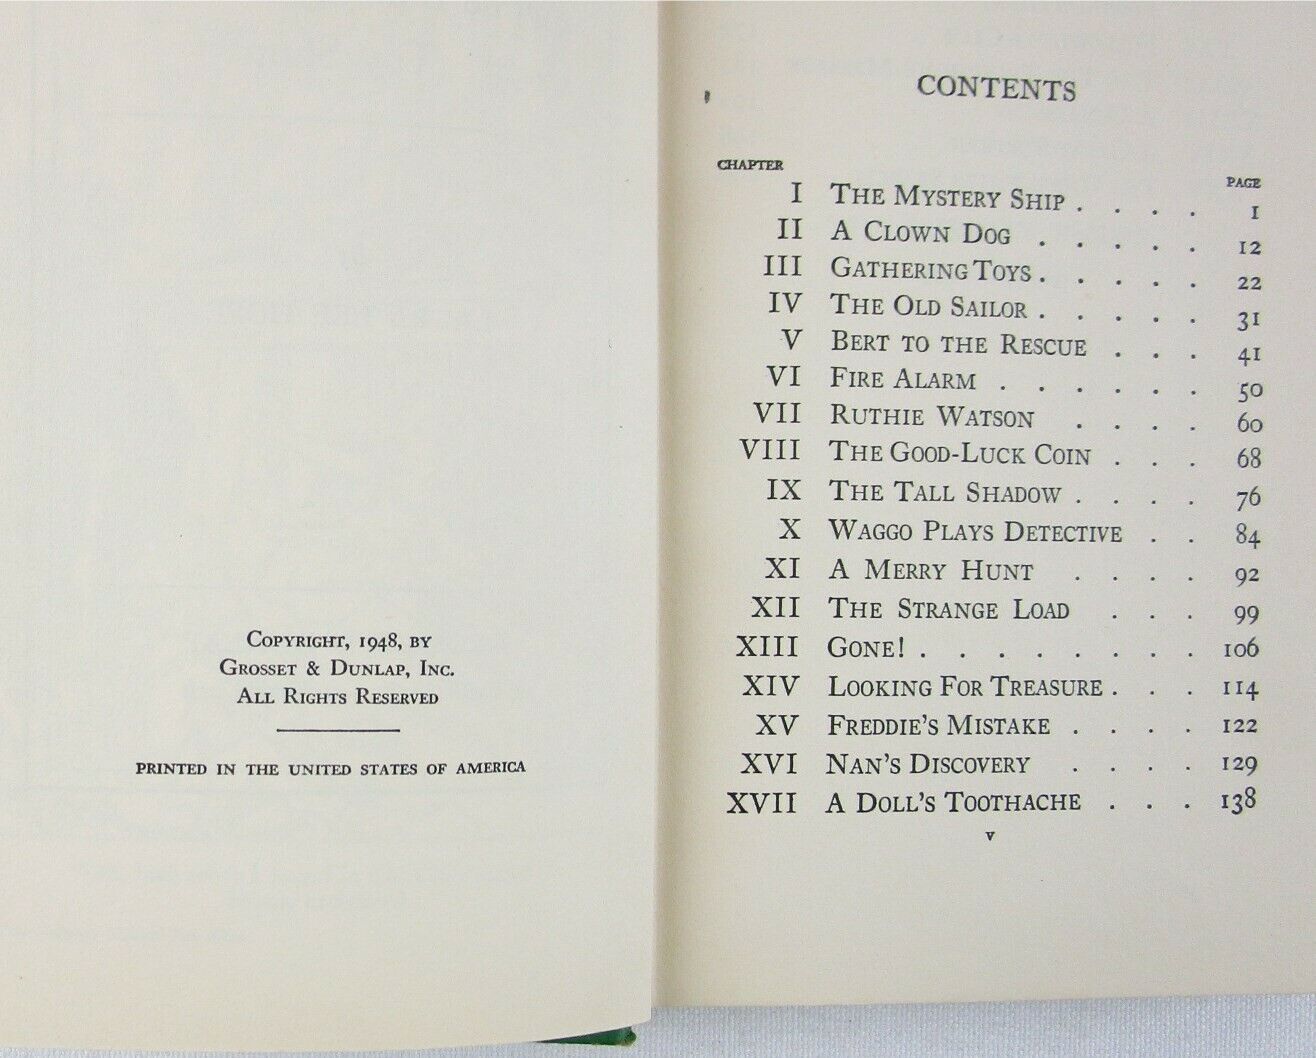 COPYRIGHT, 1948, BY
GROSSET & DUNLAP, INC.
ALL RIGHTS RESERVED
PRINTED IN THE UNITED STATES OF AMERICA
CONTENTS
CHAPTER PAGE
I THE MYSTERY SHIP . . . . 1
II A CLOWN DOG . . . . . 12
III GATHERING TOYS . . . . . 22
IV THE OLD SAILOR . . . . . 31
V BERT TO THE RESCUE . . . 41
VI FIRE ALARM . . . . . . 50
VII RUTHIE WATSON . . . . 60
VIII THE GOOD-LUCK COIN . . . 68
IX THE TALL SHADOW . . . . 76
X WAGGO PLAYS DETECTIVE . . 84
XI A MERRY HUNT . . . . 92
XII THE STRANGE LOAD . . . 99
XIII GONE! . . . . . . . . 106
XIV LOOKING FOR TREASURE . . . 114
XV FREDDIE'S MISTAKE . . . . 122
XVI NAN'S DISCOVERY . . . . 129
XVII A DOLL'S TOOTHACHE . . . 138
v